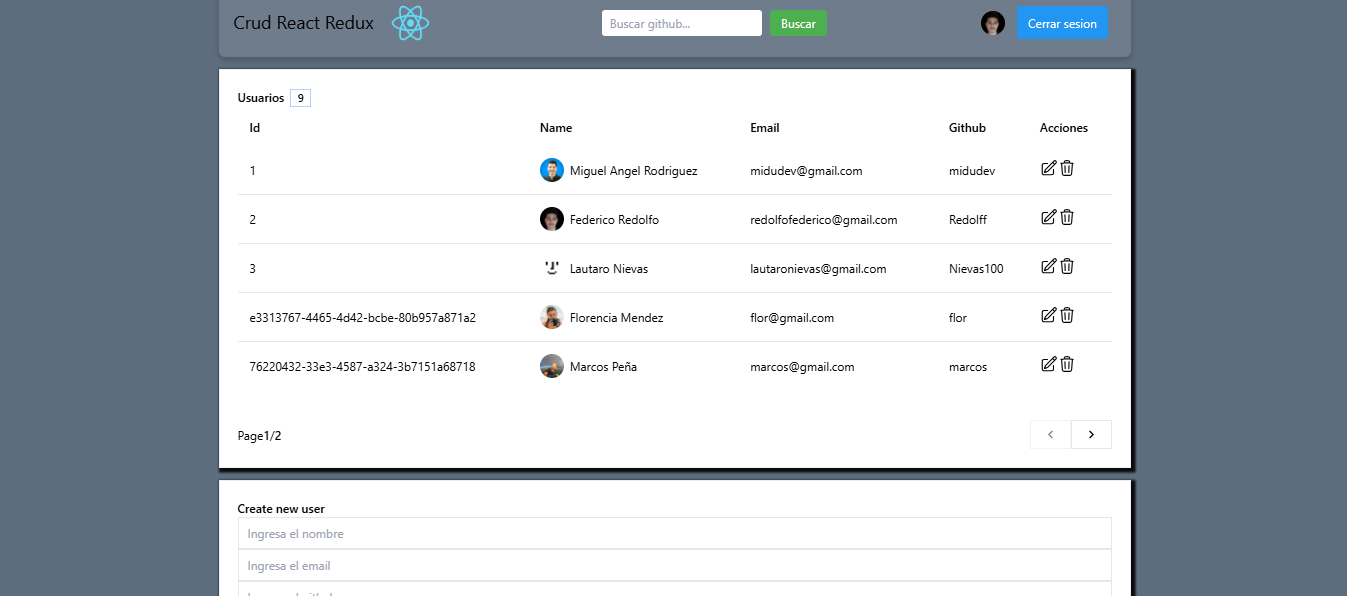 Crud React Redux Buscar github... Buscar Cerrar sesion
Usuarios 9
Id Name Email Github Acciones
1 Miguel Angel Rodriguez midudev@gmail.com midudev
2 Federico Redolfo redolfofederico@gmail.com Redolff
3 Lautaro Nievas lautaronievas@gmail.com Nievas100
e3313767-4465-4d42-bcbe-80b957a871a2 Florencia Mendez flor@gmail.com flor
76220432-33e3-4587-a324-3b7151a68718 Marcos Peña marcos@gmail.com marcos
Page1/2
Create new user
Ingresa el nombre
Ingresa el email